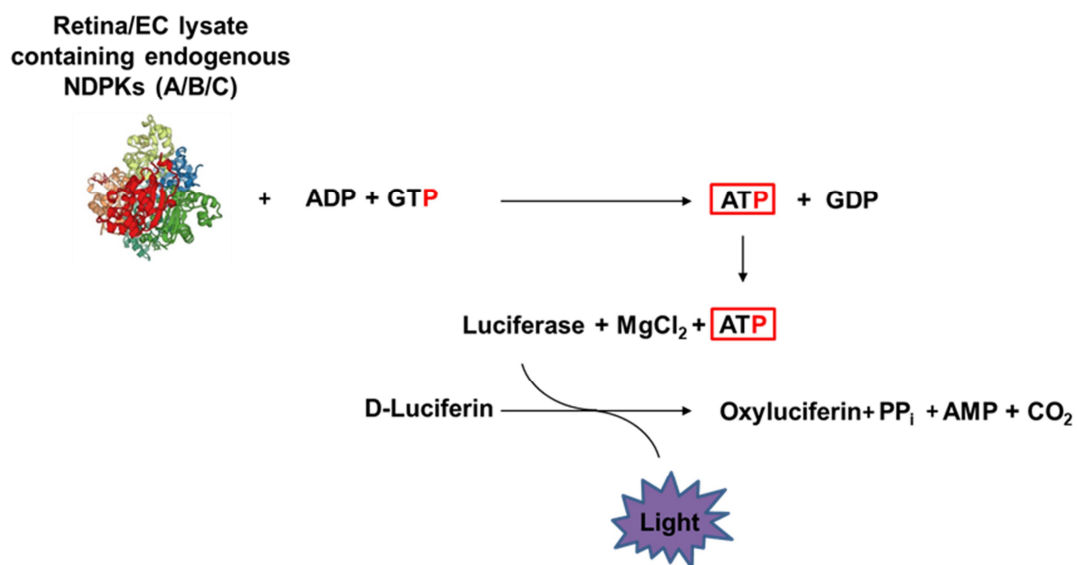 Retina/EC lysate
containing endogenous
NDPKs (A/B/C)
+ ADP + GTP ATP + GDP
Luciferase + MgCl₂ + ATP
D-Luciferin Oxyluciferin+ PPᵢ + AMP + CO₂
Light